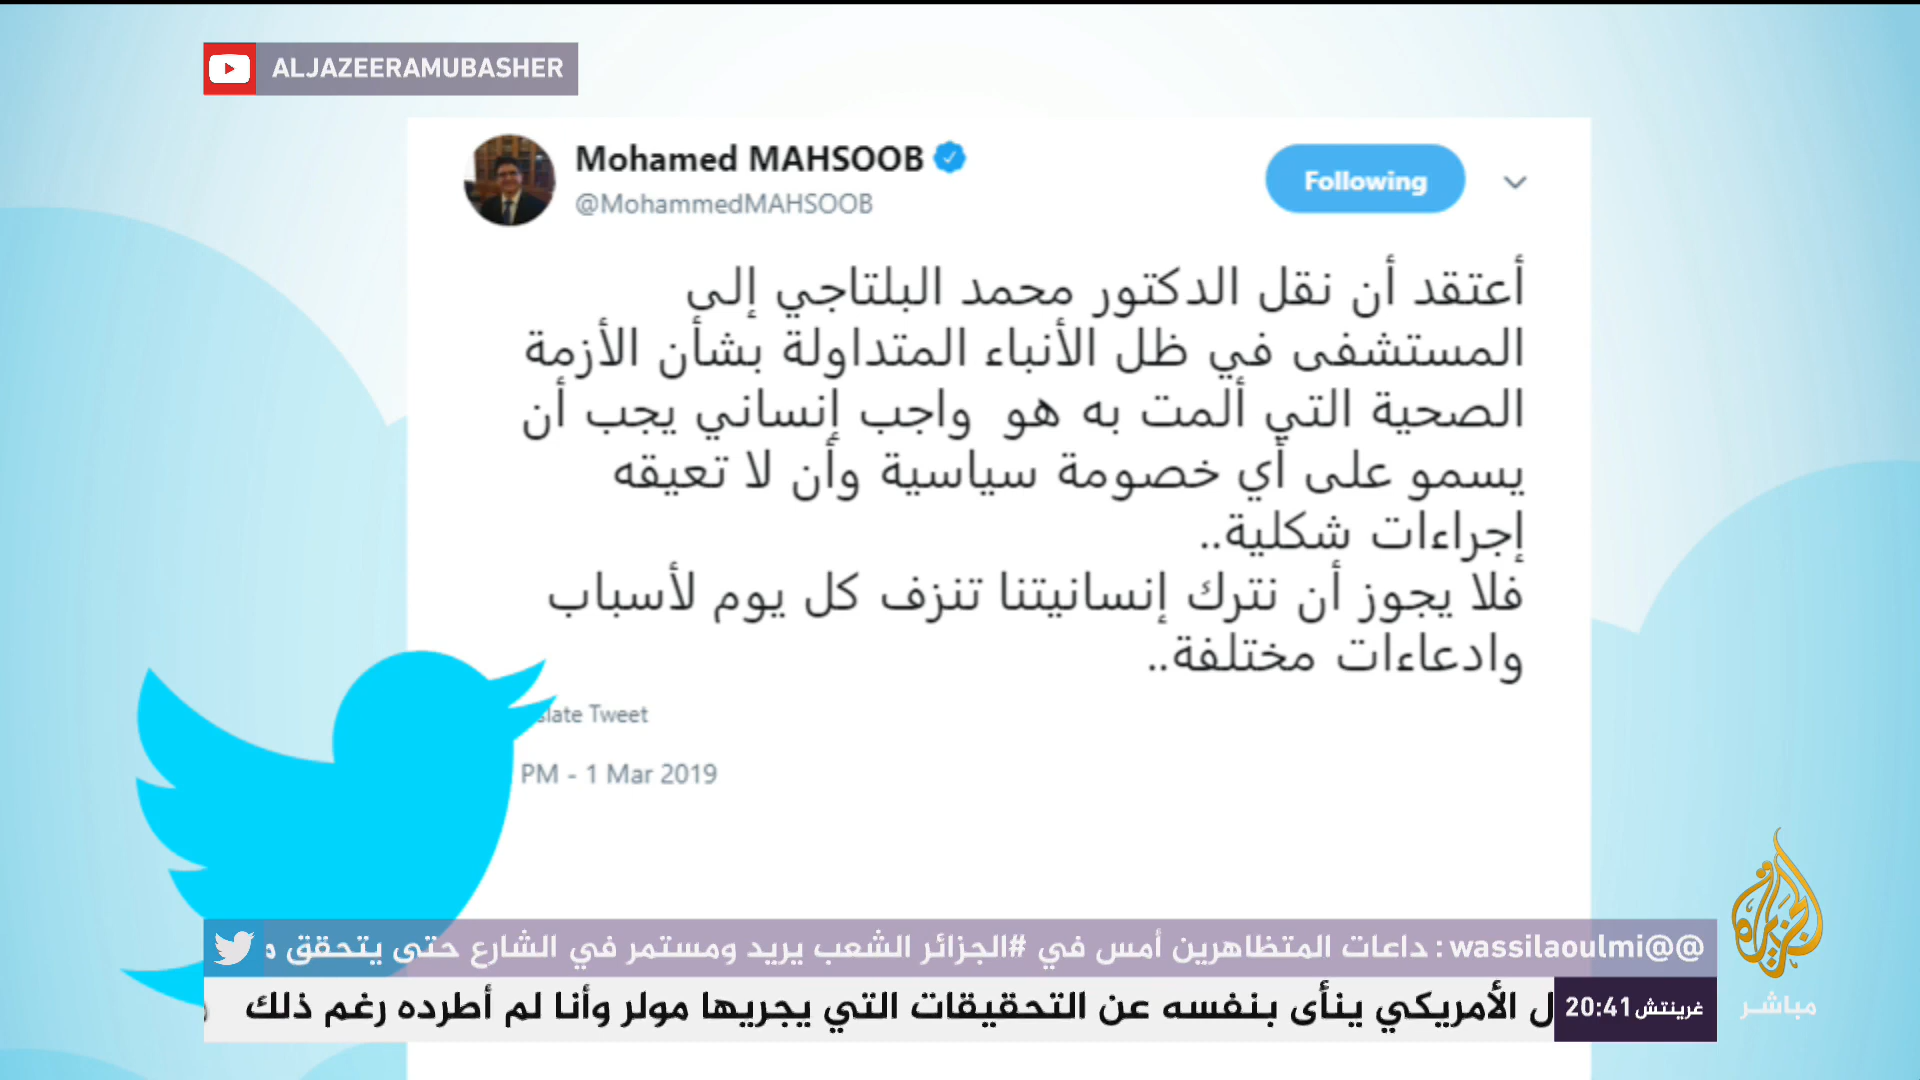 ALJAZEERAMUBASHER
Mohamed MAHSOOB
@MohammedMAHSOOB
Following
أعتقد أن نقل الدكتور محمد البلتاجي إلى
المستشفى في ظل الأنباء المتداولة بشأن الأزمة
الصحية التي ألمت به هو واجب إنساني يجب أن
يسمو على أي خصومة سياسية وأن لا تعيقه
إجراءات شكلية..
فلا يجوز أن نترك إنسانيتنا تنزف كل يوم لأسباب
وادعاءات مختلفة..
slate Tweet
PM - 1 Mar 2019
@@wassilaoulmi : داعات المتظاهرين أمس في #الجزائر الشعب يريد ومستمر في الشارع حتى يتحقق م
غرينتش 20:41
ل الأمريكي ينأى بنفسه عن التحقيقات التي يجريها مولر وأنا لم أطرده رغم ذلك
الجزيرة
مباشر